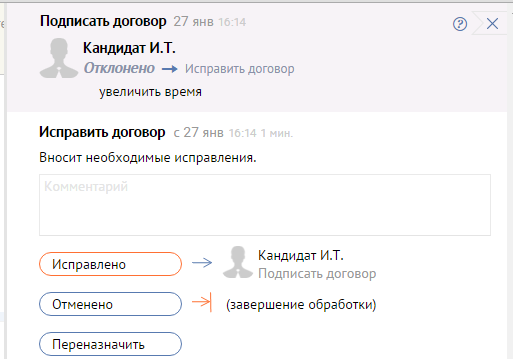 Подписать договор 27 янв 16:14
?
Кандидат И.Т.
Отклонено → Исправить договор
увеличить время
Исправить договор с 27 янв 16:14 1 мин.
Вносит необходимые исправления.
Комментарий
Исправлено → Кандидат И.Т.
Подписать договор
Отменено → (завершение обработки)
Переназначить